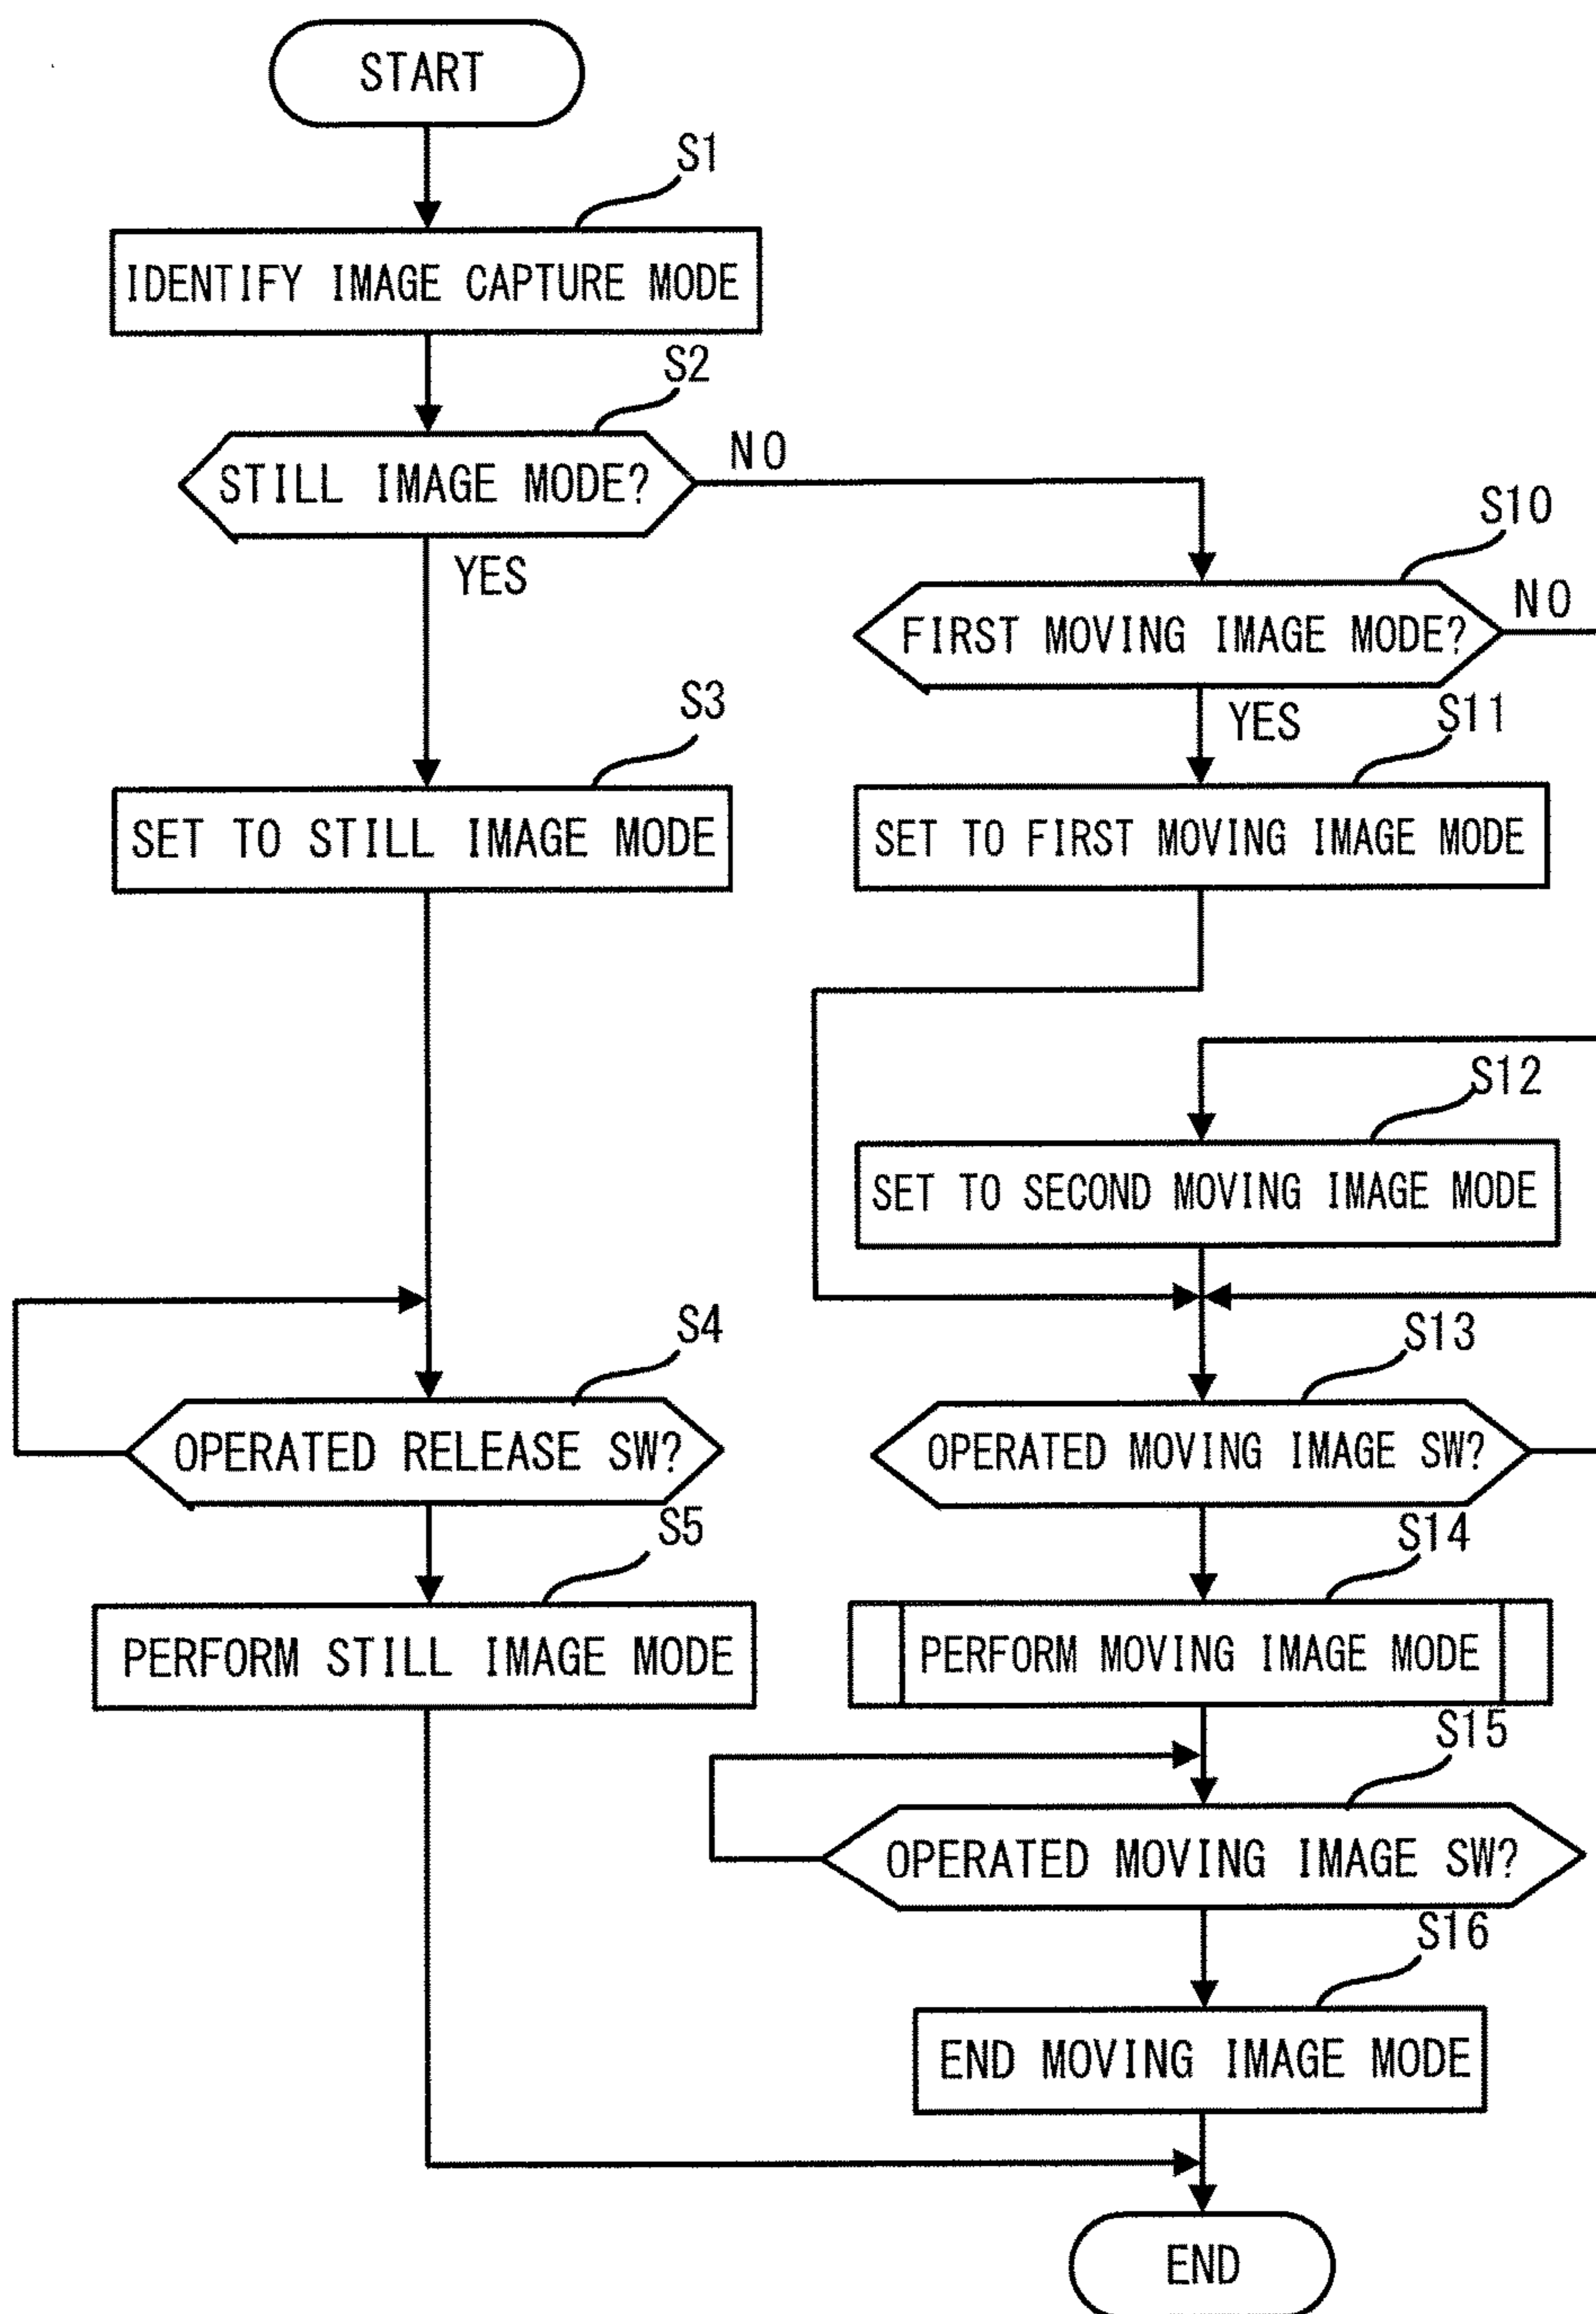 START
S1
IDENTIFY IMAGE CAPTURE MODE
S2
STILL IMAGE MODE?
NO
YES
S3
SET TO STILL IMAGE MODE
S4
OPERATED RELEASE SW?
S5
PERFORM STILL IMAGE MODE
S10
FIRST MOVING IMAGE MODE?
NO
YES
S11
SET TO FIRST MOVING IMAGE MODE
S12
SET TO SECOND MOVING IMAGE MODE
S13
OPERATED MOVING IMAGE SW?
S14
PERFORM MOVING IMAGE MODE
S15
OPERATED MOVING IMAGE SW?
S16
END MOVING IMAGE MODE
END